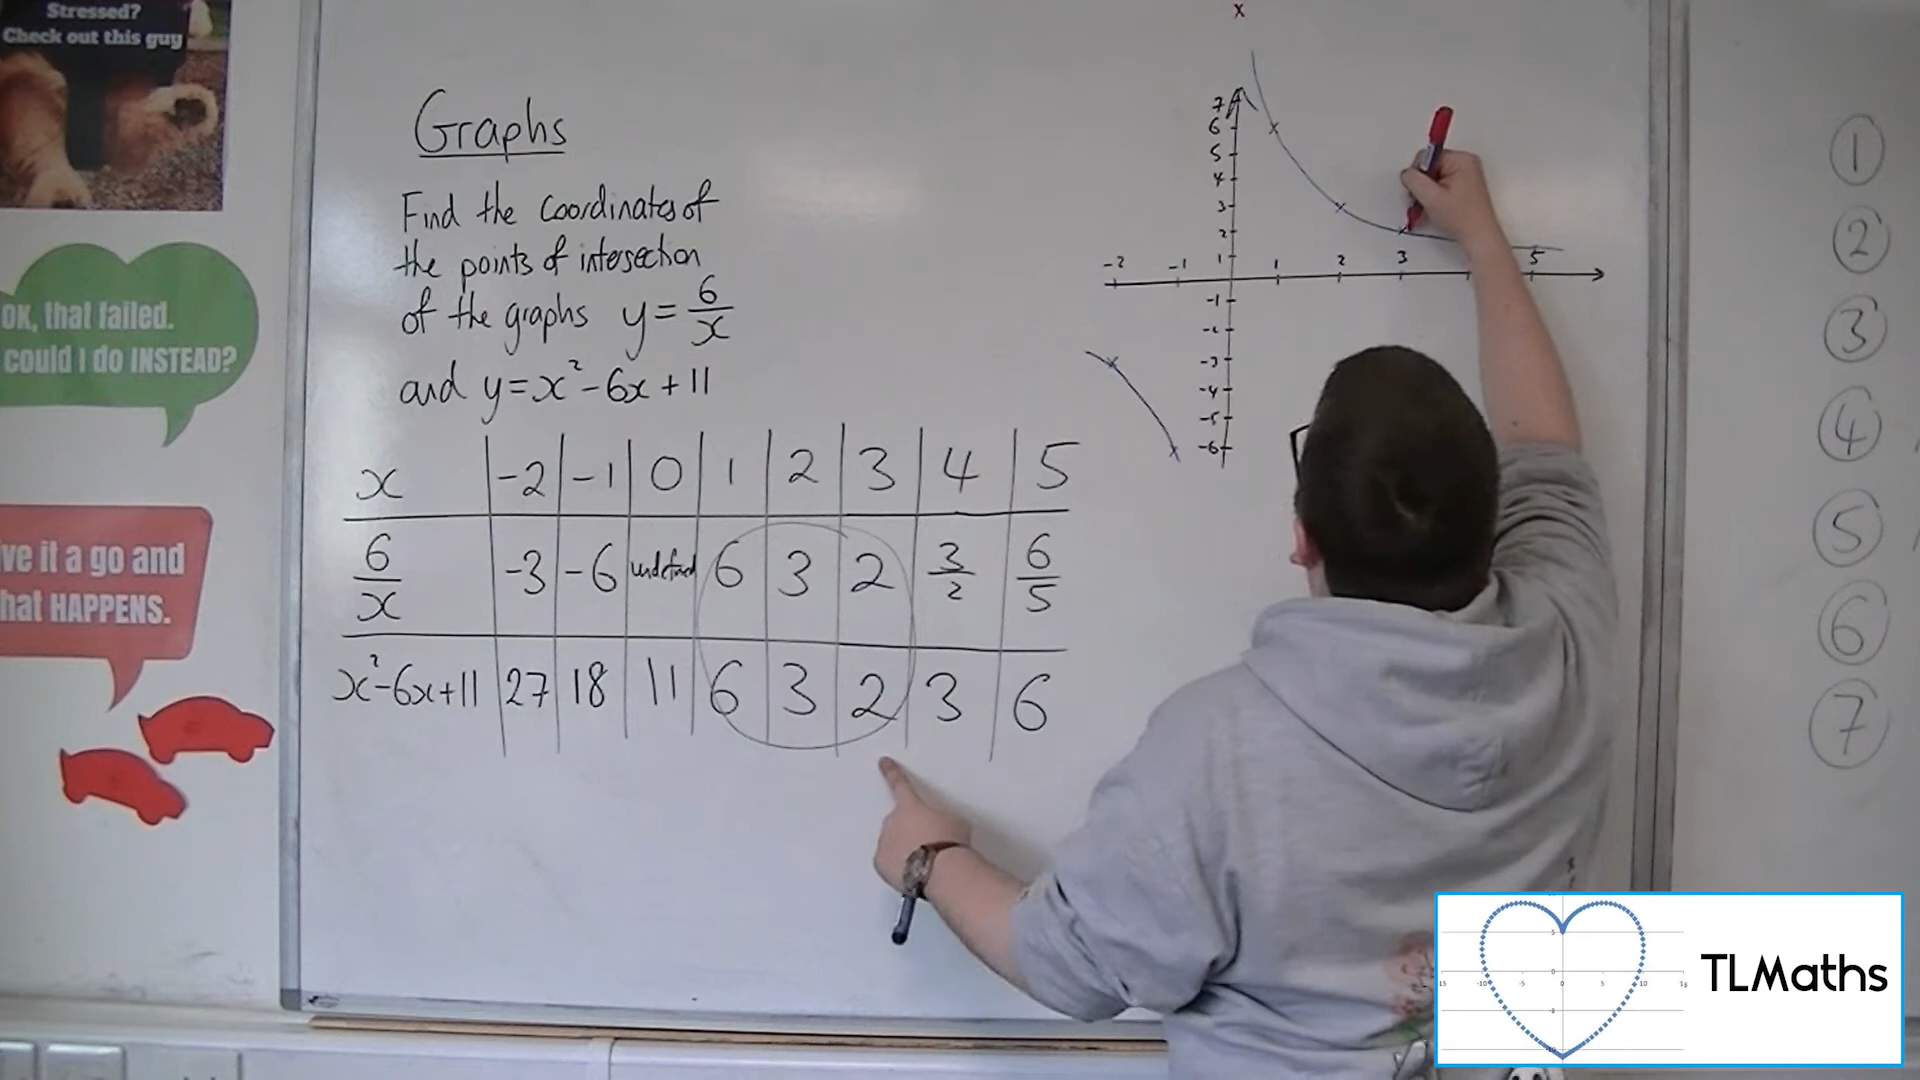 Stressed?
Check out this guy
OK, that failed.
could I do INSTEAD?
ive it a go and
hat HAPPENS.
Graphs
Find the coordinates of
the points of intersection
of the graphs y = 6/x
and y = x² - 6x + 11
x -2 -1 0 1 2 3 4 5
6/x -3 -6 undefined 6 3 2 3/2 6/5
x² - 6x + 11 27 18 11 6 3 2 3 6
x
7
6
5
4
3
2
1
-2 -1 1 2 3 5
-1
-2
-3
-4
-5
-6
1
2
3
4
5
6
7
TLMaths